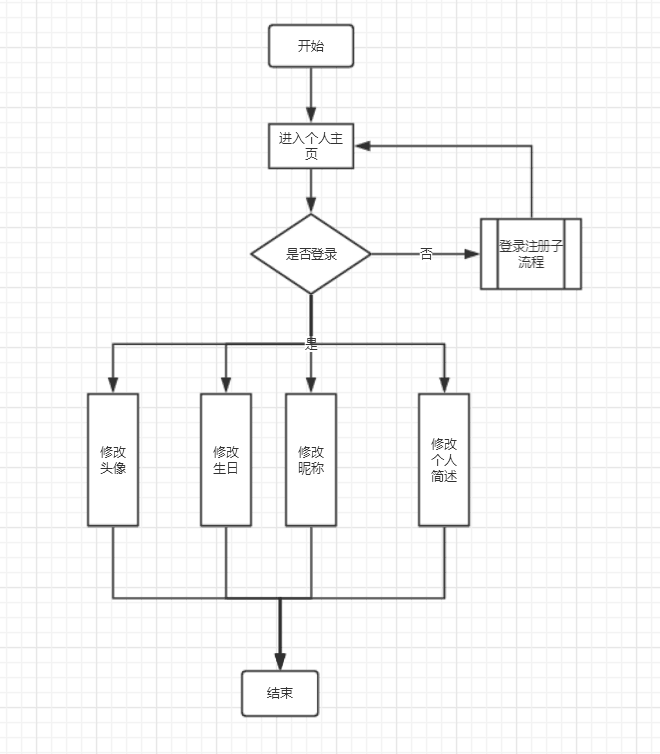 开始
进入个人主
页
是否登录
否
登录注册子
流程
是
修改
头像
修改
生日
修改
昵称
修改
个人
简述
结束